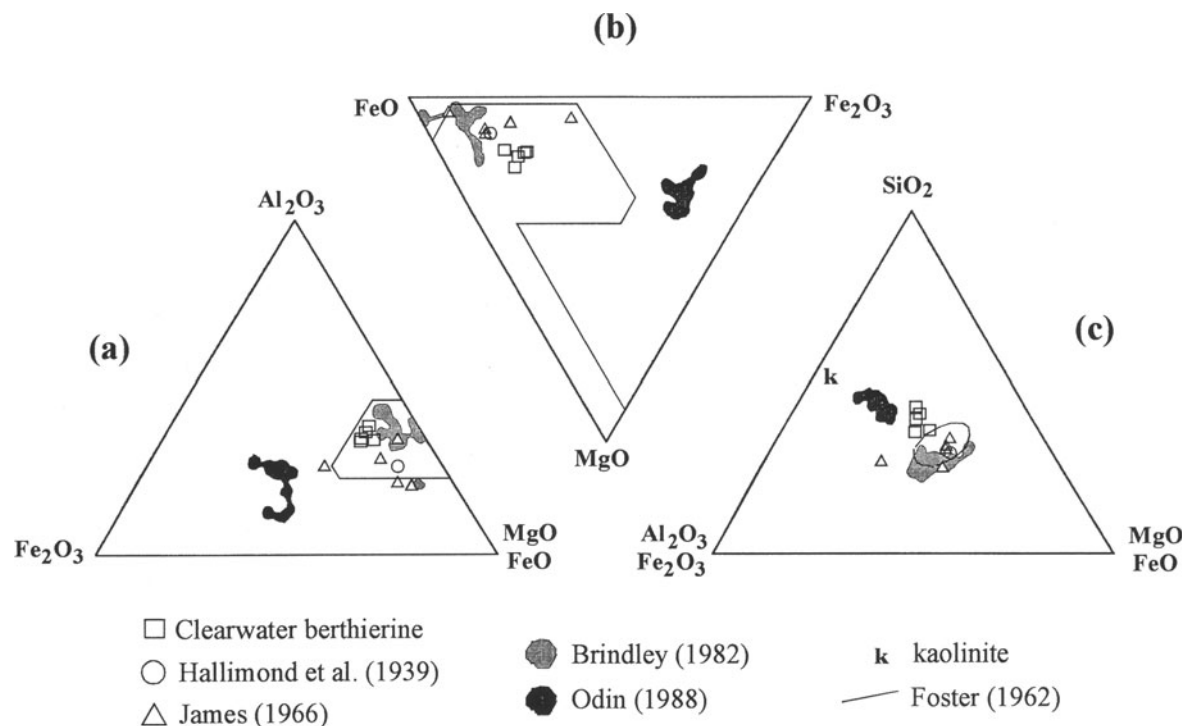 (b)
FeO Fe₂O₃
SiO₂
Al₂O₃
(a) (c)
k
MgO
Fe₂O₃ MgO
FeO
Al₂O₃
Fe₂O₃ MgO
FeO
Clearwater berthierine
Hallimond et al. (1939)
James (1966)
Brindley (1982)
Odin (1988)
k kaolinite
Foster (1962)